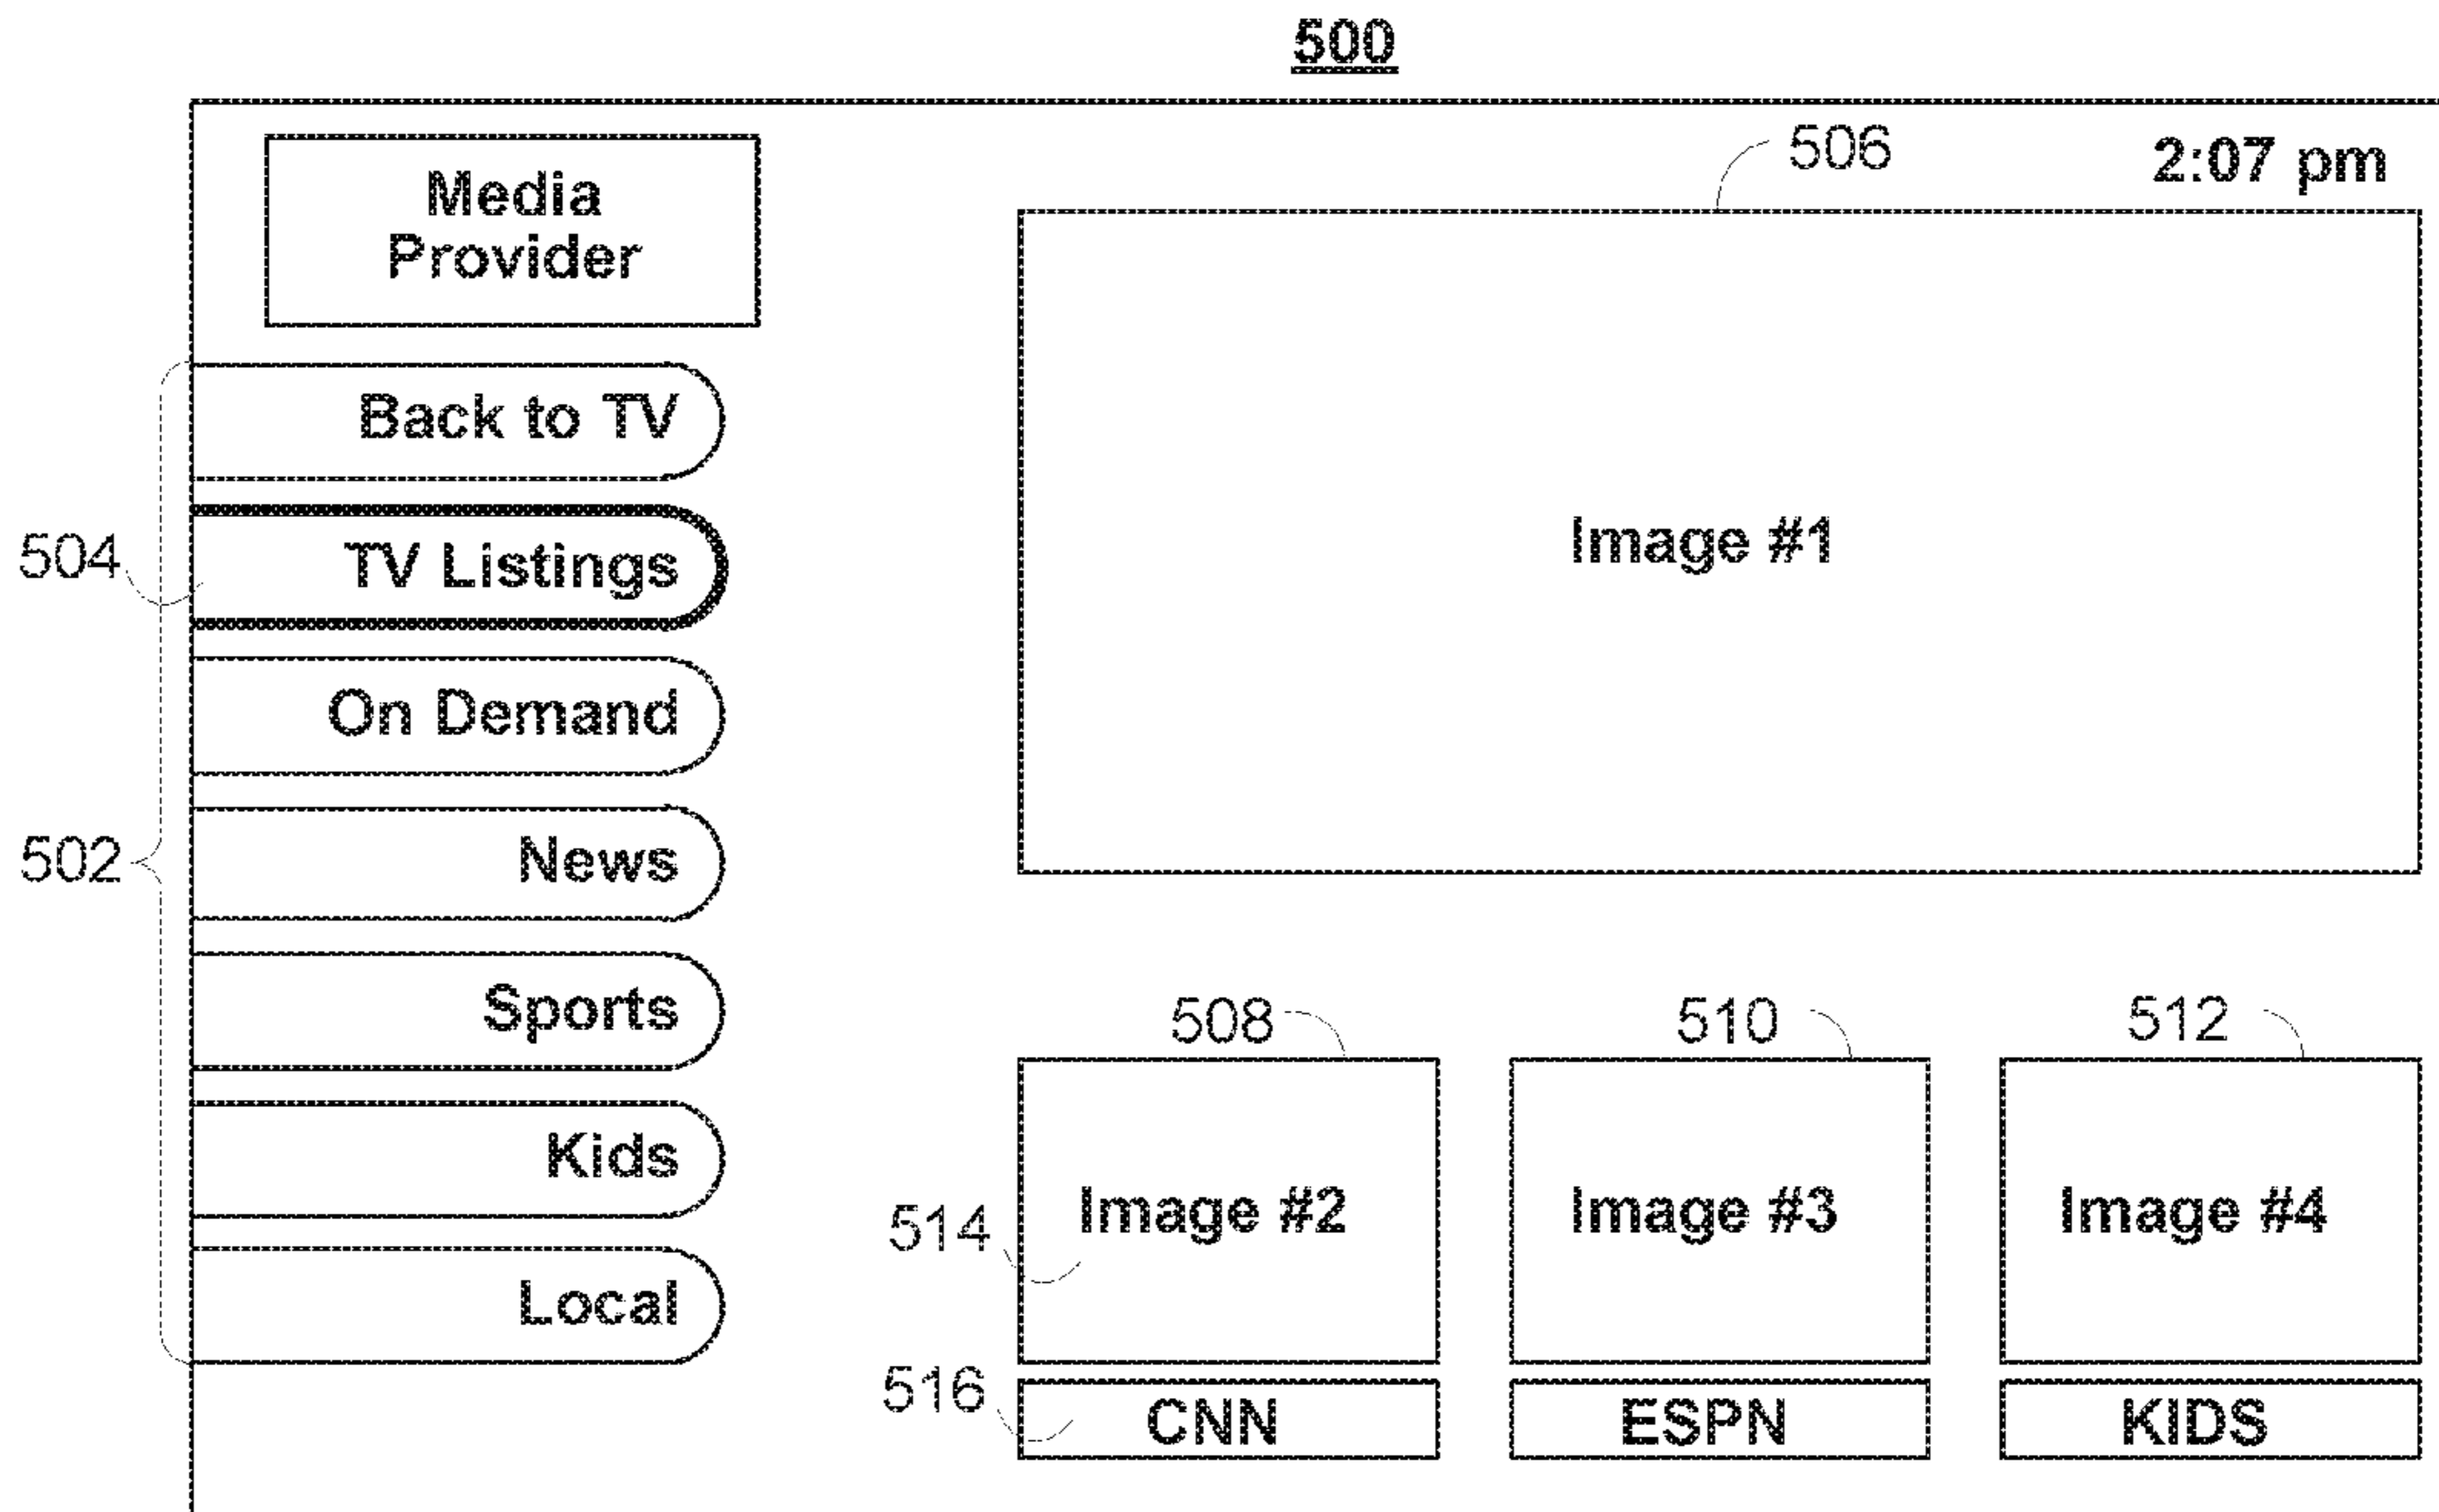 500
506
2:07 pm
Media
Provider
Back to TV
504
TV Listings
Image #1
On Demand
502
News
Sports
508
510
512
Kids
514
Image #2
Image #3
Image #4
Local
516
CNN
ESPN
KIDS